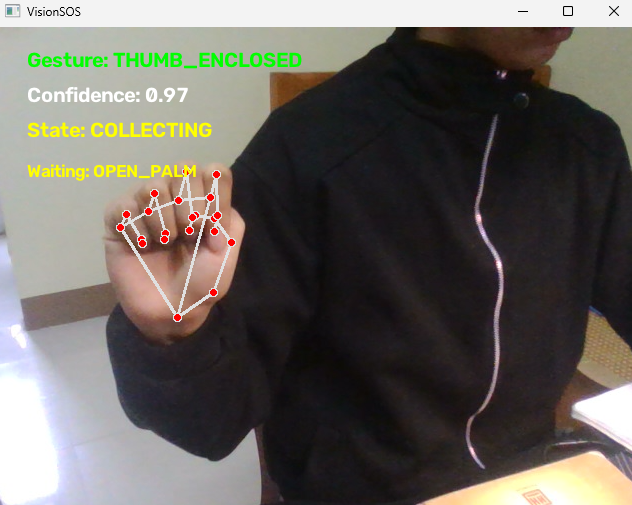 VisionSOS
Gesture: THUMB_ENCLOSED
Confidence: 0.97
State: COLLECTING
Waiting: OPEN_PALM